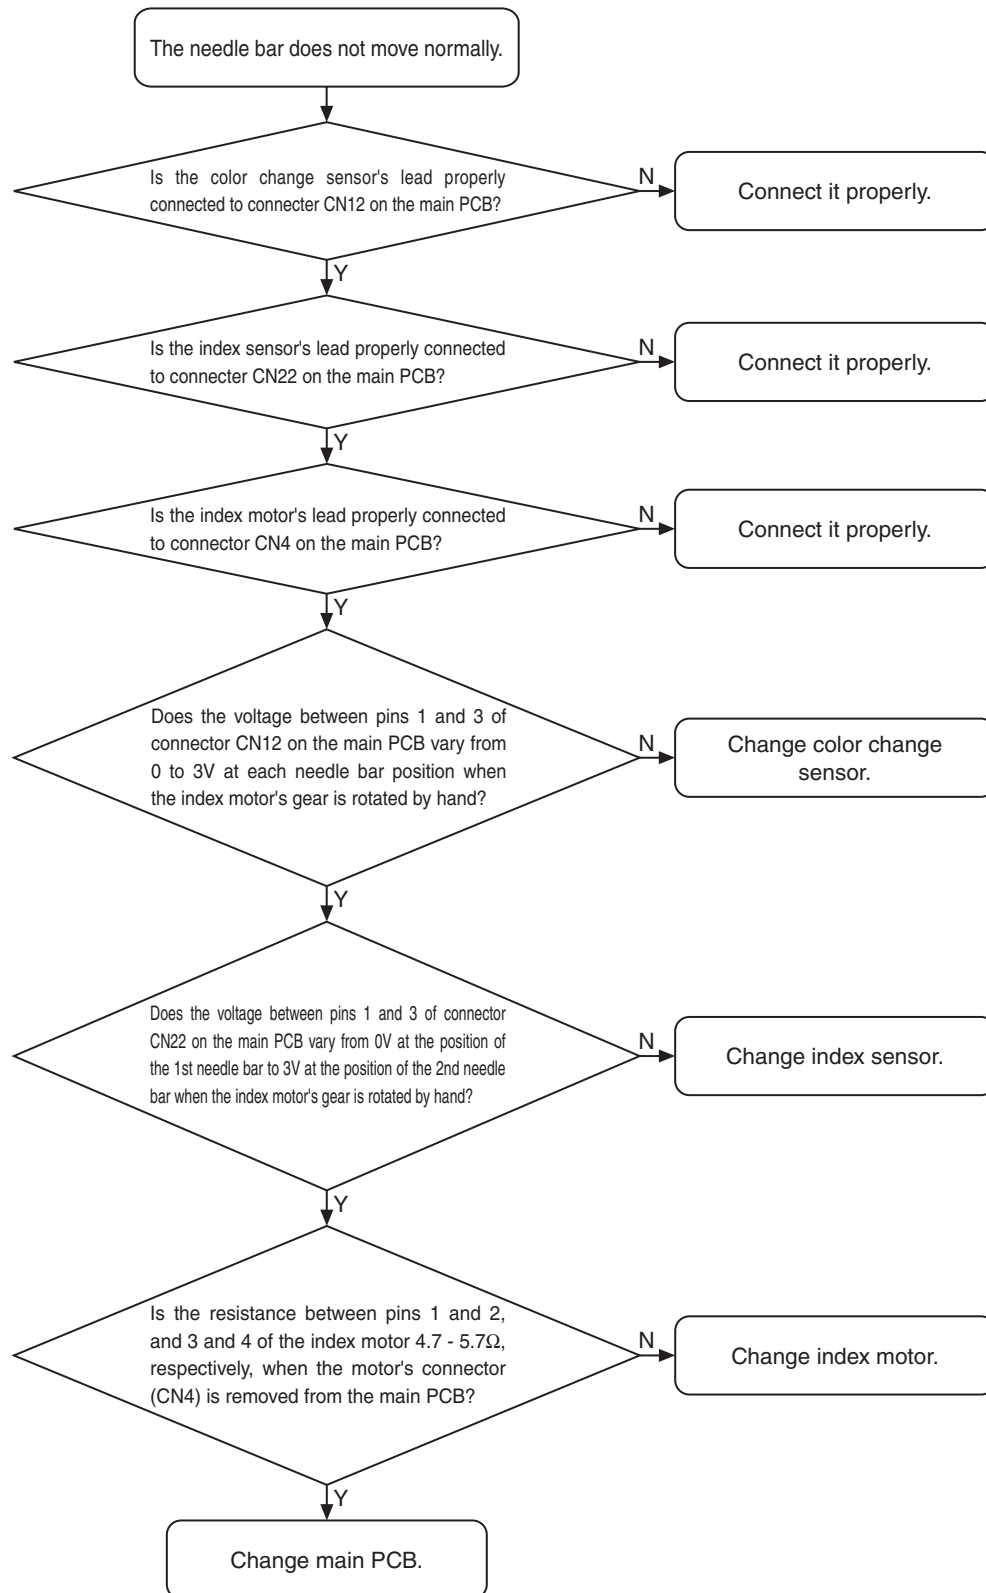 The needle bar does not move normally.
Is the color change sensor's lead properly
connected to connecter CN12 on the main PCB?
N
Connect it properly.
Y
Is the index sensor's lead properly connected
to connecter CN22 on the main PCB?
N
Connect it properly.
Y
Is the index motor's lead properly connected
to connector CN4 on the main PCB?
N
Connect it properly.
Y
Does the voltage between pins 1 and 3 of
connector CN12 on the main PCB vary from
0 to 3V at each needle bar position when
the index motor's gear is rotated by hand?
N
Change color change
sensor.
Y
Does the voltage between pins 1 and 3 of connector
CN22 on the main PCB vary from 0V at the position of
the 1st needle bar to 3V at the position of the 2nd needle
bar when the index motor's gear is rotated by hand?
N
Change index sensor.
Y
Is the resistance between pins 1 and 2,
and 3 and 4 of the index motor 4.7 - 5.7Ω,
respectively, when the motor's connector
(CN4) is removed from the main PCB?
N
Change index motor.
Y
Change main PCB.